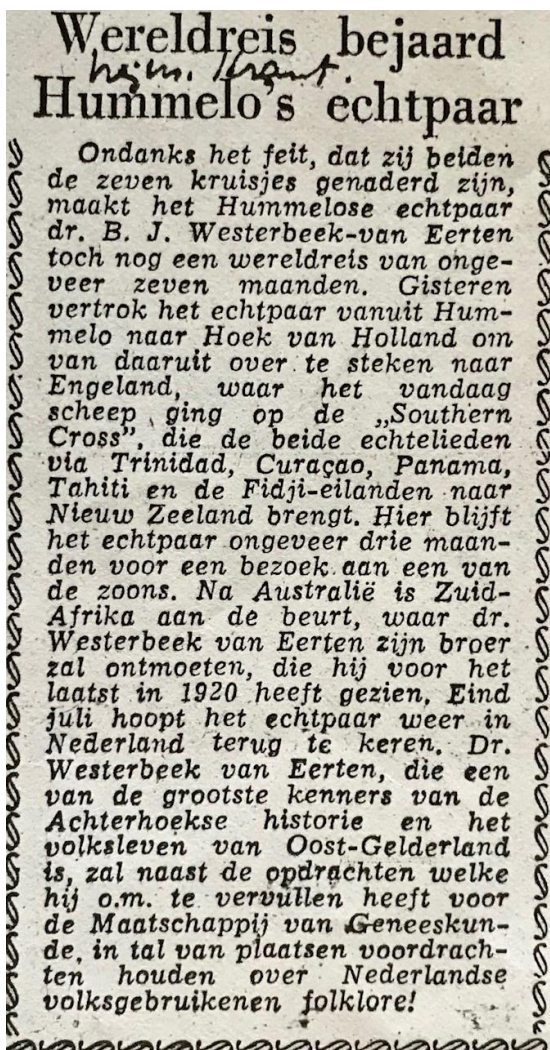 Wereldreis bejaard
Nijm. Krant.
Hummelo's echtpaar
Ondanks het feit, dat zij beiden
de zeven kruisjes genaderd zijn,
maakt het Hummelose echtpaar
dr. B. J. Westerbeek-van Eerten
toch nog een wereldreis van onge-
veer zeven maanden. Gisteren
vertrok het echtpaar vanuit Hum-
melo naar Hoek van Holland om
van daaruit over te steken naar
Engeland, waar het vandaag
scheep ging op de „Southern
Cross”, die de beide echtelieden
via Trinidad, Curaçao, Panama,
Tahiti en de Fidji-eilanden naar
Nieuw Zeeland brengt. Hier blijft
het echtpaar ongeveer drie maan-
den voor een bezoek aan een van
de zoons. Na Australië is Zuid-
Afrika aan de beurt, waar dr.
Westerbeek van Eerten zijn broer
zal ontmoeten, die hij voor het
laatst in 1920 heeft gezien. Eind
juli hoopt het echtpaar weer in
Nederland terug te keren. Dr.
Westerbeek van Eerten, die een
van de grootste kenners van de
Achterhoekse historie en het
volksleven van Oost-Gelderland
is, zal naast de opdrachten welke
hij o.m. te vervullen heeft voor
de Maatschappij van Geneeskun-
de, in tal van plaatsen voordrach-
ten houden over Nederlandse
volksgebruikenen folklore!